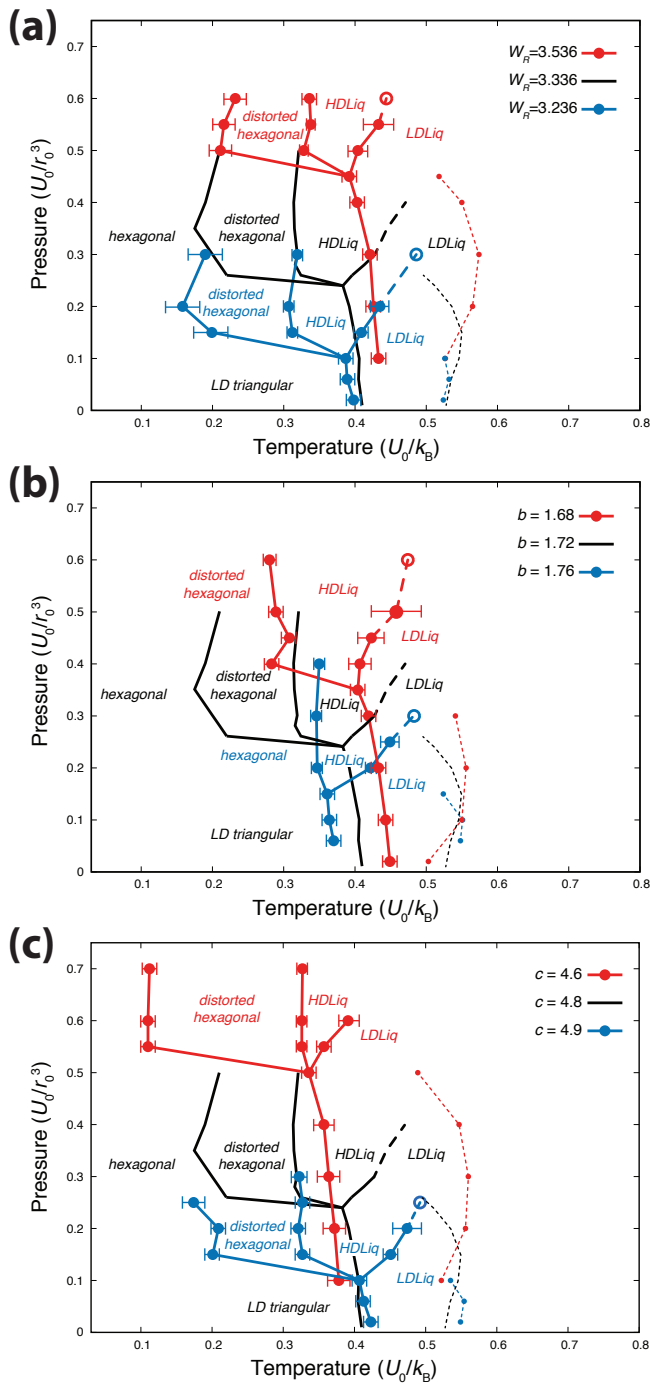 (a)
Pressure (U₀/r₀³)
0.7
0.6
0.5
0.4
0.3
0.2
0.1
0
W_R=3.536
W_R=3.336
W_R=3.236
HDLiq
distorted
hexagonal
LDLiq
hexagonal
distorted
hexagonal
HDLiq
LDLiq
distorted
hexagonal
HDLiq
LDLiq
LD triangular
0.1 0.2 0.3 0.4 0.5 0.6 0.7 0.8
Temperature (U₀/k_B)
(b)
Pressure (U₀/r₀³)
0.7
0.6
0.5
0.4
0.3
0.2
0.1
0
b = 1.68
b = 1.72
b = 1.76
distorted
hexagonal
HDLiq
LDLiq
hexagonal
distorted
hexagonal
LDLiq
HDLiq
hexagonal
HDLiq
LDLiq
LD triangular
0.1 0.2 0.3 0.4 0.5 0.6 0.7 0.8
Temperature (U₀/k_B)
(c)
Pressure (U₀/r₀³)
0.7
0.6
0.5
0.4
0.3
0.2
0.1
0
c = 4.6
c = 4.8
c = 4.9
distorted
hexagonal
HDLiq
LDLiq
hexagonal
distorted
hexagonal
HDLiq
LDLiq
distorted
hexagonal
HDLiq
LDLiq
LD triangular
0.1 0.2 0.3 0.4 0.5 0.6 0.7 0.8
Temperature (U₀/k_B)